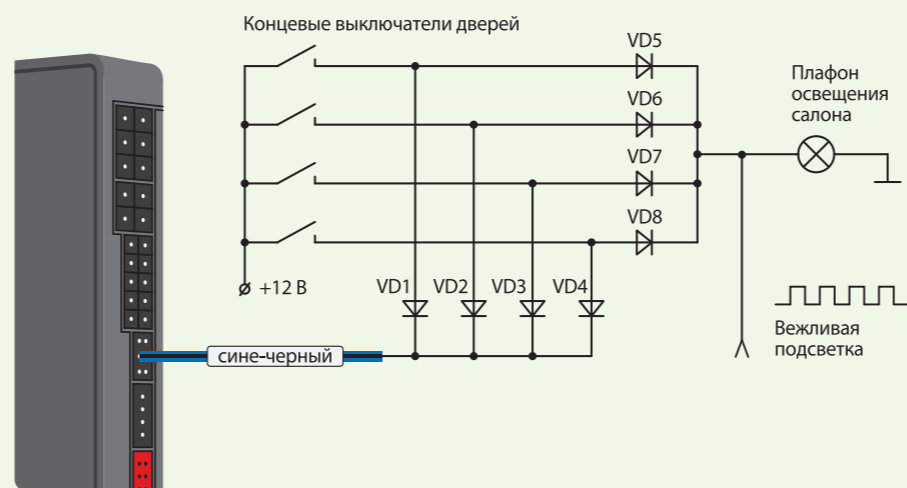 Концевые выключатели дверей
VD5
VD6
VD7
VD8
Плафон
освещения
салона
+12 В
VD1
VD2
VD3
VD4
Вежливая
подсветка
сине-черный